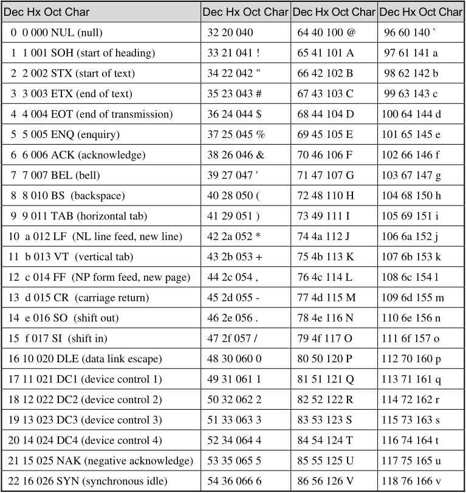 Dec Hx Oct Char Dec Hx Oct Char Dec Hx Oct Char Dec Hx Oct Char
0 0 000 NUL (null) 32 20 040 64 40 100 @ 96 60 140 `
1 1 001 SOH (start of heading) 33 21 041 ! 65 41 101 A 97 61 141 a
2 2 002 STX (start of text) 34 22 042 " 66 42 102 B 98 62 142 b
3 3 003 ETX (end of text) 35 23 043 # 67 43 103 C 99 63 143 c
4 4 004 EOT (end of transmission) 36 24 044 $ 68 44 104 D 100 64 144 d
5 5 005 ENQ (enquiry) 37 25 045 % 69 45 105 E 101 65 145 e
6 6 006 ACK (acknowledge) 38 26 046 & 70 46 106 F 102 66 146 f
7 7 007 BEL (bell) 39 27 047 ' 71 47 107 G 103 67 147 g
8 8 010 BS (backspace) 40 28 050 ( 72 48 110 H 104 68 150 h
9 9 011 TAB (horizontal tab) 41 29 051 ) 73 49 111 I 105 69 151 i
10 a 012 LF (NL line feed, new line) 42 2a 052 * 74 4a 112 J 106 6a 152 j
11 b 013 VT (vertical tab) 43 2b 053 + 75 4b 113 K 107 6b 153 k
12 c 014 FF (NP form feed, new page) 44 2c 054 , 76 4c 114 L 108 6c 154 l
13 d 015 CR (carriage return) 45 2d 055 - 77 4d 115 M 109 6d 155 m
14 e 016 SO (shift out) 46 2e 056 . 78 4e 116 N 110 6e 156 n
15 f 017 SI (shift in) 47 2f 057 / 79 4f 117 O 111 6f 157 o
16 10 020 DLE (data link escape) 48 30 060 0 80 50 120 P 112 70 160 p
17 11 021 DC1 (device control 1) 49 31 061 1 81 51 121 Q 113 71 161 q
18 12 022 DC2 (device control 2) 50 32 062 2 82 52 122 R 114 72 162 r
19 13 023 DC3 (device control 3) 51 33 063 3 83 53 123 S 115 73 163 s
20 14 024 DC4 (device control 4) 52 34 064 4 84 54 124 T 116 74 164 t
21 15 025 NAK (negative acknowledge) 53 35 065 5 85 55 125 U 117 75 165 u
22 16 026 SYN (synchronous idle) 54 36 066 6 86 56 126 V 118 76 166 v